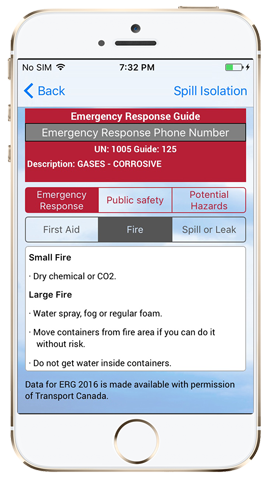 No SIM 7:32 PM
Back Spill Isolation
Emergency Response Guide
Emergency Response Phone Number
UN: 1005 Guide: 125
Description: GASES - CORROSIVE
Emergency Response Public safety Potential Hazards
First Aid Fire Spill or Leak
Small Fire
· Dry chemical or CO2.
Large Fire
· Water spray, fog or regular foam.
· Move containers from fire area if you can do it
without risk.
· Do not get water inside containers.
Data for ERG 2016 is made available with permission
of Transport Canada.